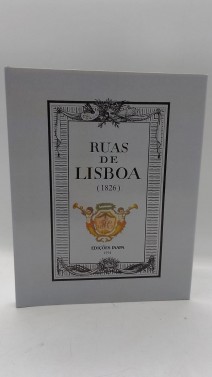 RUAS
DE
LISBOA
(1826)
EDIÇÕES INAPA